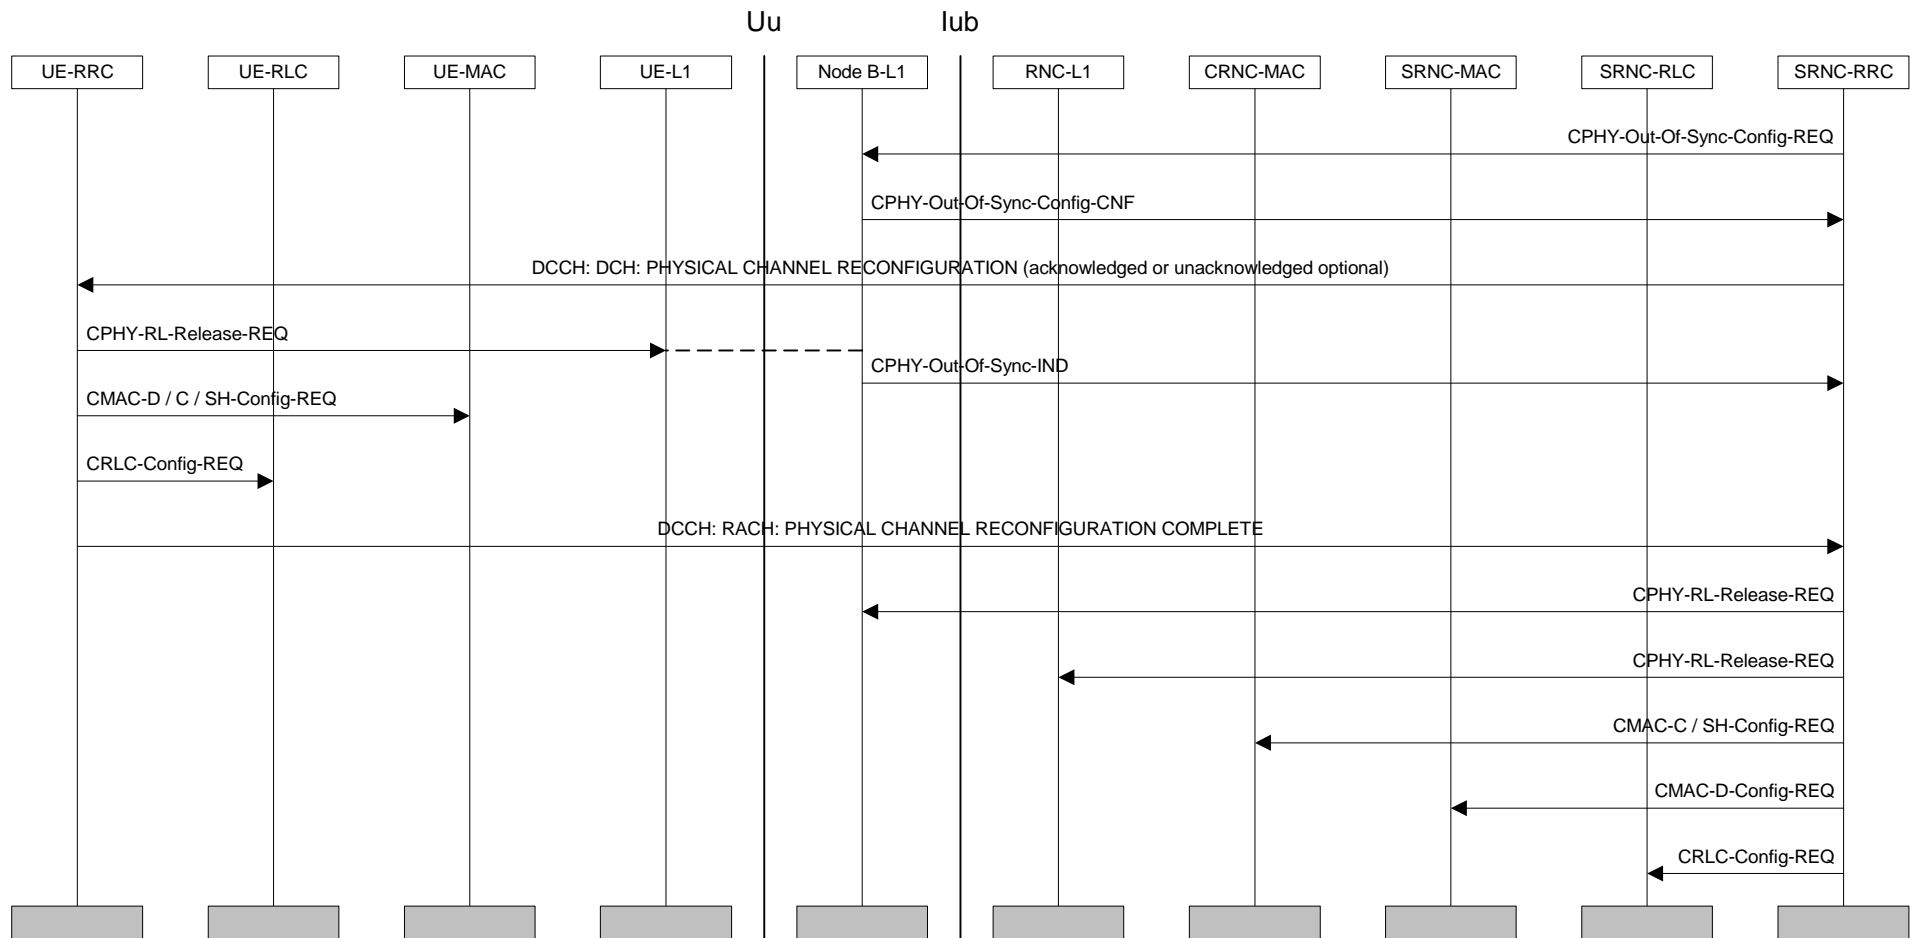 Uu Iub
UE-RRC UE-RLC UE-MAC UE-L1 Node B-L1 RNC-L1 CRNC-MAC SRNC-MAC SRNC-RLC SRNC-RRC
CPHY-Out-Of-Sync-Config-REQ
CPHY-Out-Of-Sync-Config-CNF
DCCH: DCH: PHYSICAL CHANNEL RECONFIGURATION (acknowledged or unacknowledged optional)
CPHY-RL-Release-REQ
CPHY-Out-Of-Sync-IND
CMAC-D / C / SH-Config-REQ
CRLC-Config-REQ
DCCH: RACH: PHYSICAL CHANNEL RECONFIGURATION COMPLETE
CPHY-RL-Release-REQ
CPHY-RL-Release-REQ
CMAC-C / SH-Config-REQ
CMAC-D-Config-REQ
CRLC-Config-REQ